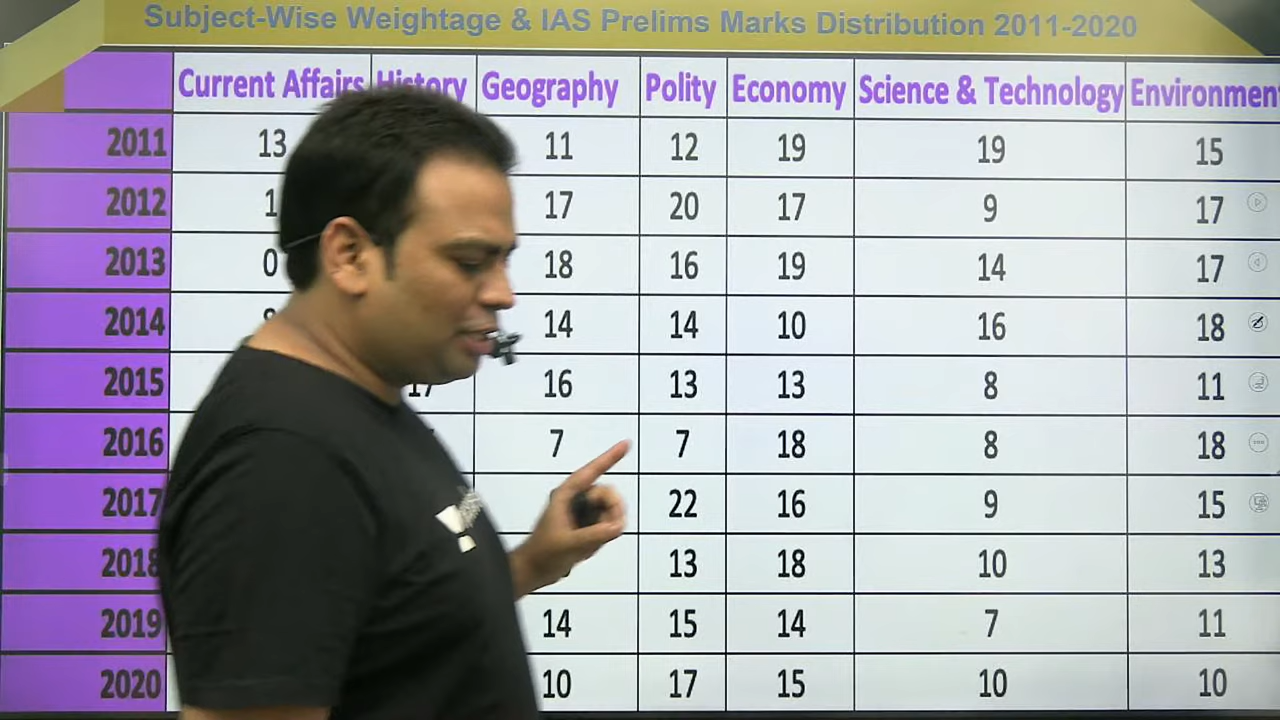 Subject-Wise Weightage & IAS Prelims Marks Distribution 2011-2020
Current Affairs History Geography Polity Economy Science & Technology Environment
2011 13 11 12 19 19 15
2012 1 17 20 17 9 17
2013 0 18 16 19 14 17
2014 14 14 10 16 18
2015 17 16 13 13 8 11
2016 7 7 18 8 18
2017 22 16 9 15
2018 13 18 10 13
2019 14 15 14 7 11
2020 10 17 15 10 10